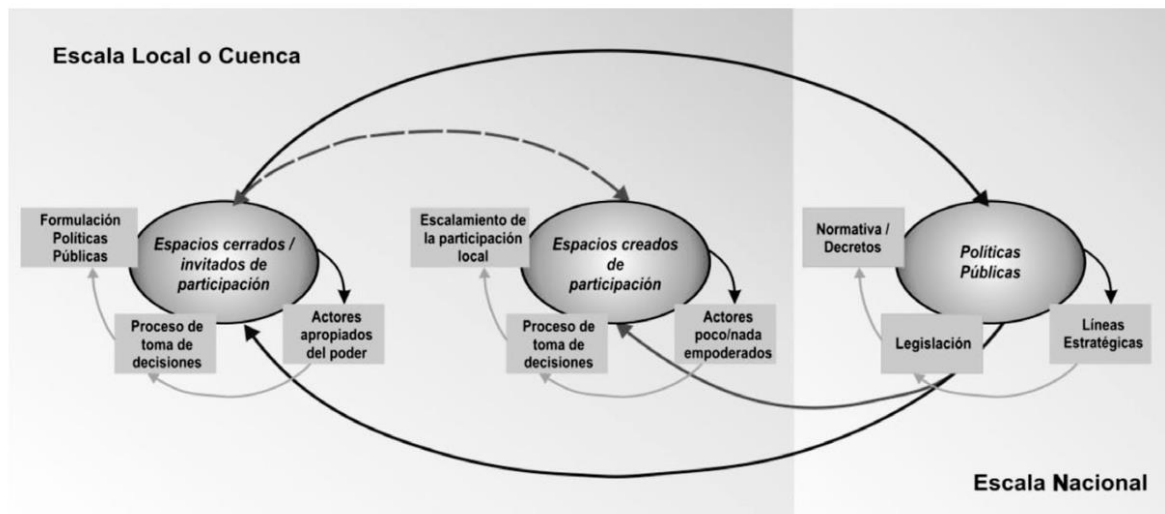 Escala Local o Cuenca
Formulación
Políticas
Públicas
Espacios cerrados /
invitados de
participación
Proceso de
toma de
decisiones
Actores
apropiados
del poder
Escalamiento de
la participación
local
Espacios creados
de
participación
Proceso de
toma de
decisiones
Actores
poco/nada
empoderados
Normativa /
Decretos
Políticas
Públicas
Legislación
Líneas
Estratégicas
Escala Nacional